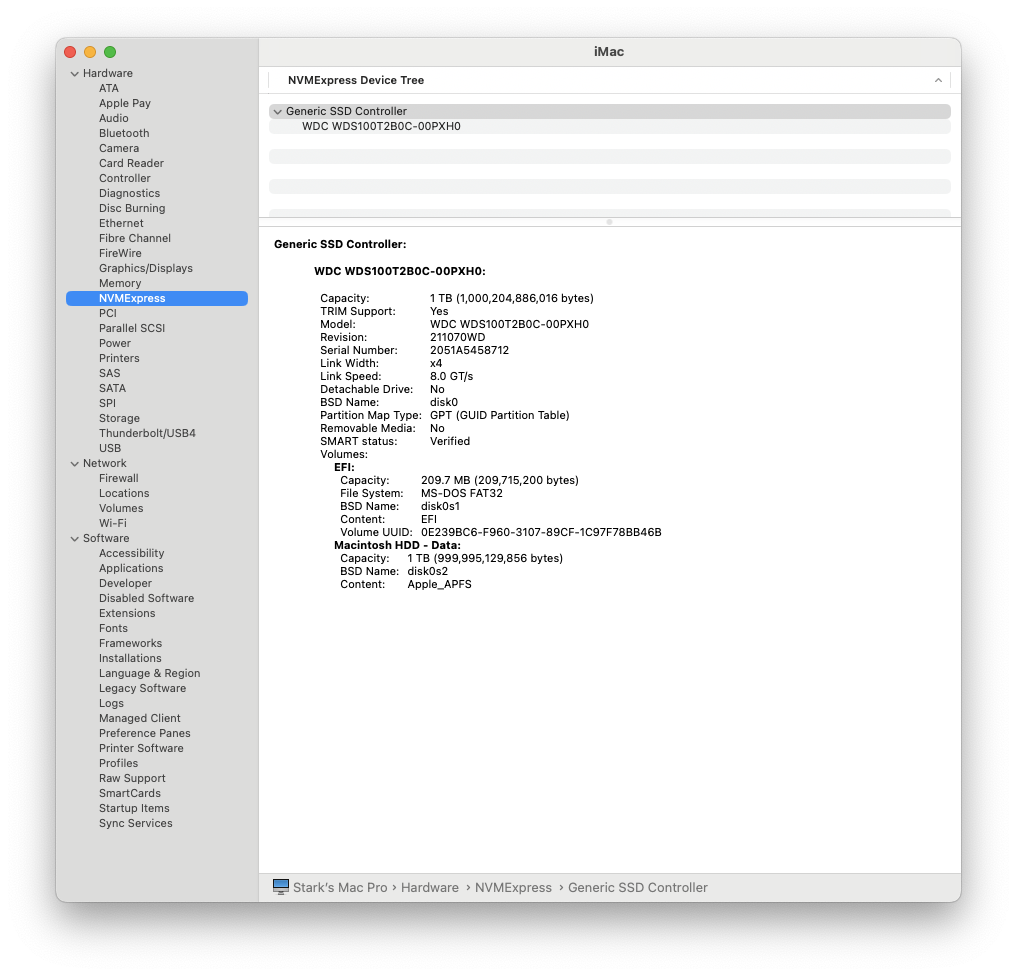 iMac
Hardware
ATA
Apple Pay
Audio
Bluetooth
Camera
Card Reader
Controller
Diagnostics
Disc Burning
Ethernet
Fibre Channel
FireWire
Graphics/Displays
Memory
NVMExpress
PCI
Parallel SCSI
Power
Printers
SAS
SATA
SPI
Storage
Thunderbolt/USB4
USB
Network
Firewall
Locations
Volumes
Wi-Fi
Software
Accessibility
Applications
Developer
Disabled Software
Extensions
Fonts
Frameworks
Installations
Language & Region
Legacy Software
Logs
Managed Client
Preference Panes
Printer Software
Profiles
Raw Support
SmartCards
Startup Items
Sync Services
NVMExpress Device Tree
Generic SSD Controller
WDC WDS100T2B0C-00PXH0
Generic SSD Controller:
WDC WDS100T2B0C-00PXH0:
Capacity: 1 TB (1,000,204,886,016 bytes)
TRIM Support: Yes
Model: WDC WDS100T2B0C-00PXH0
Revision: 211070WD
Serial Number: 2051A5458712
Link Width: x4
Link Speed: 8.0 GT/s
Detachable Drive: No
BSD Name: disk0
Partition Map Type: GPT (GUID Partition Table)
Removable Media: No
SMART status: Verified
Volumes:
EFI:
Capacity: 209.7 MB (209,715,200 bytes)
File System: MS-DOS FAT32
BSD Name: disk0s1
Content: EFI
Volume UUID: 0E239BC6-F960-3107-89CF-1C97F78BB46B
Macintosh HDD - Data:
Capacity: 1 TB (999,995,129,856 bytes)
BSD Name: disk0s2
Content: Apple_APFS
Stark's Mac Pro › Hardware › NVMExpress › Generic SSD Controller